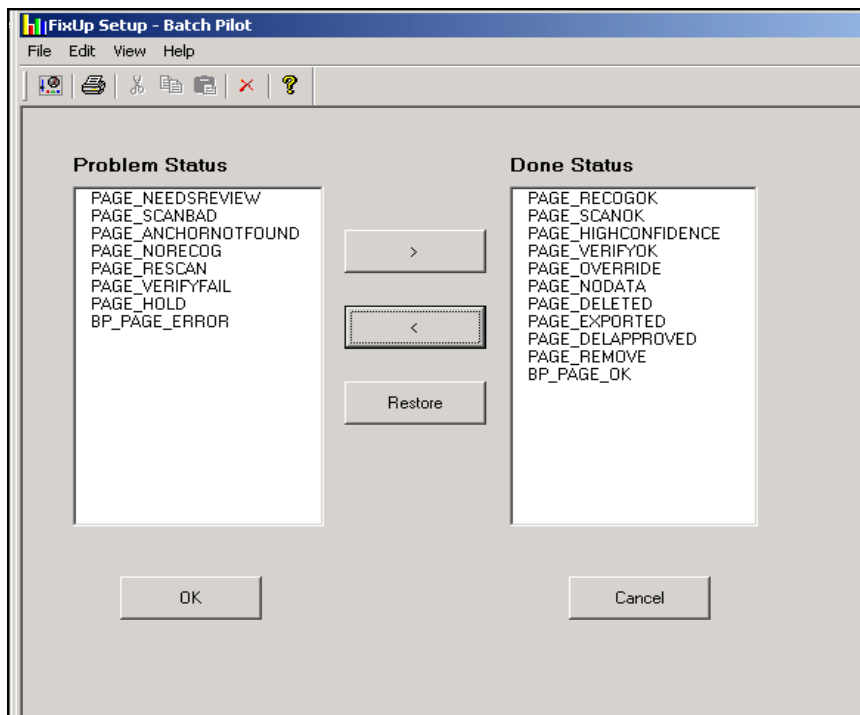 FixUp Setup - Batch Pilot
File Edit View Help
Problem Status
PAGE_NEEDSREVIEW
PAGE_SCANBAD
PAGE_ANCHORNOTFOUND
PAGE_NORECOG
PAGE_RESCAN
PAGE_VERIFYFAIL
PAGE_HOLD
BP_PAGE_ERROR
>
<
Restore
Done Status
PAGE_RECOGOK
PAGE_SCANOK
PAGE_HIGHCONFIDENCE
PAGE_VERIFYOK
PAGE_OVERRIDE
PAGE_NODATA
PAGE_DELETED
PAGE_EXPORTED
PAGE_DELAPPROVED
PAGE_REMOVE
BP_PAGE_OK
OK
Cancel